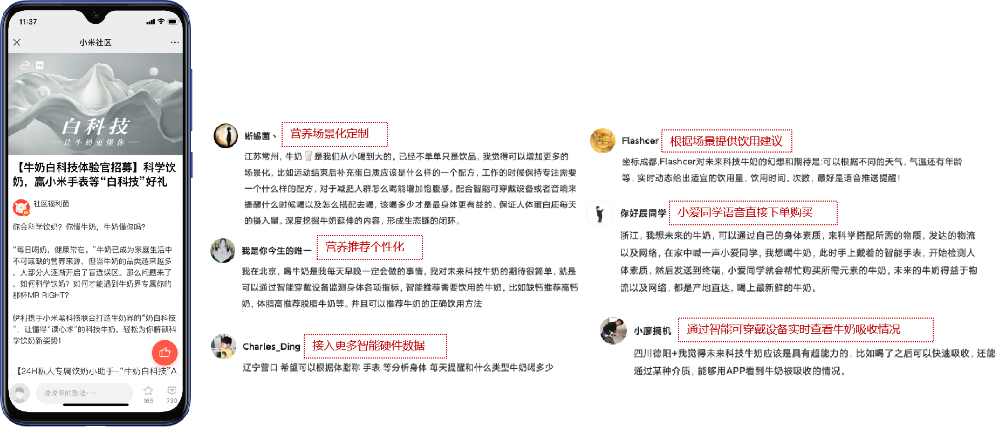 11:37
小米社区
伊利
白科技
—让牛奶更懂你—
【牛奶白科技体验官招募】科学饮
奶，赢小米手表等“白科技”好礼
社区福利菌
你会科学饮奶？你懂牛奶，牛奶懂你吗？
“每日喝奶，健康常在。”牛奶已成为家庭生活中
不可或缺的营养来源，但当牛奶的品类越来越多
，大部分人逐渐开启了盲选误区。那么问题来了
，如何科学饮奶？如何才能遇到牛奶界专属你的
那杯MR RIGHT？
伊利携手小米黑科技联合打造牛奶界的“奶白科技
”，让懂得“读心术”的科技牛奶，轻松为你解锁科
学饮奶新姿势！
【24H私人专属饮奶小助手-“牛奶白科技”A
说说你的想法···
165
730
蜥蜴菌丶
营养场景化定制
江苏常州，牛奶🥛是我们从小喝到大的，已经不单单只是饮品，我觉得可以增加更多的
场景化，比如运动结束后补充蛋白质应该是什么样的一个配方，工作的时候保持专注需要
一个什么样的配方，对于减肥人群怎么喝能增加饱腹感。配合智能可穿戴设备或者音响来
提醒什么时候喝以及怎么搭配去喝，该喝多少才是最身体更有益的。保证人体蛋白质每天
的摄入量。深度挖掘牛奶延伸的内容，形成生态链的闭环。
我是你今生的唯一
营养推荐个性化
我在北京，喝牛奶是我每天早晚一定会做的事情，我对未来科技牛奶的期待很简单，就是
可以通过智能穿戴设备监测身体各项指标，智能推荐需要饮用的牛奶，比如缺钙推荐高钙
奶，体脂高推荐脱脂牛奶等。并且可以推荐牛奶的正确饮用方法
Charles_Ding
接入更多智能硬件数据
辽宁营口 希望可以根据体脂称 手表 等分析身体 每天提醒和什么类型牛奶喝多少
Flashcer
根据场景提供饮用建议
坐标成都,Flashcer对未来科技牛奶的幻想和期待是:可以根据不同的天气，气温还有年龄
等，实时动态给出适宜的饮用量，饮用时间，次数，最好是语音推送提醒！
你好辰同学
小爱同学语音直接下单购买
浙江，我想未来的牛奶，可以通过自己的身体素质，来科学搭配所需的物质，发达的物流
以及网络，在家中喊一声小爱同学，我想喝牛奶，此时手上戴着的智能手表，开始检测人
体素质，然后发送到终端，小爱同学就会帮忙购买所需元素的牛奶，未来的牛奶得益于物
流以及网络，都是产地直达，喝上最新鲜的牛奶。
小廖搞机
通过智能可穿戴设备实时查看牛奶吸收情况
四川德阳+我觉得未来科技牛奶应该是具有超能力的，比如喝了之后可以快速吸收，还能
通过某种介质，能够用APP看到牛奶被吸收的情况。